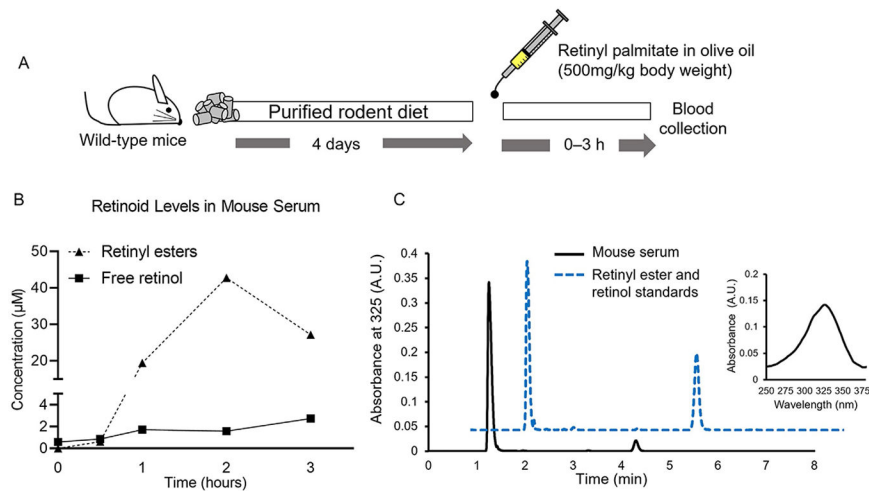 A
Wild-type mice
Purified rodent diet
4 days
Retinyl palmitate in olive oil
(500mg/kg body weight)
0–3 h
Blood
collection
B
Retinoid Levels in Mouse Serum
Retinyl esters
Free retinol
Concentration (µM)
50
40
30
20
4
2
0
0
1
2
3
Time (hours)
C
Mouse serum
Retinyl ester and
retinol standards
Absorbance at 325 (A.U.)
0.4
0.35
0.3
0.25
0.2
0.15
0.1
0.05
0
0
1
2
3
4
5
6
7
8
Time (min)
Absorbance (A.U.)
0.2
0.15
0.1
0.05
0
250
275
300
325
350
375
Wavelength (nm)